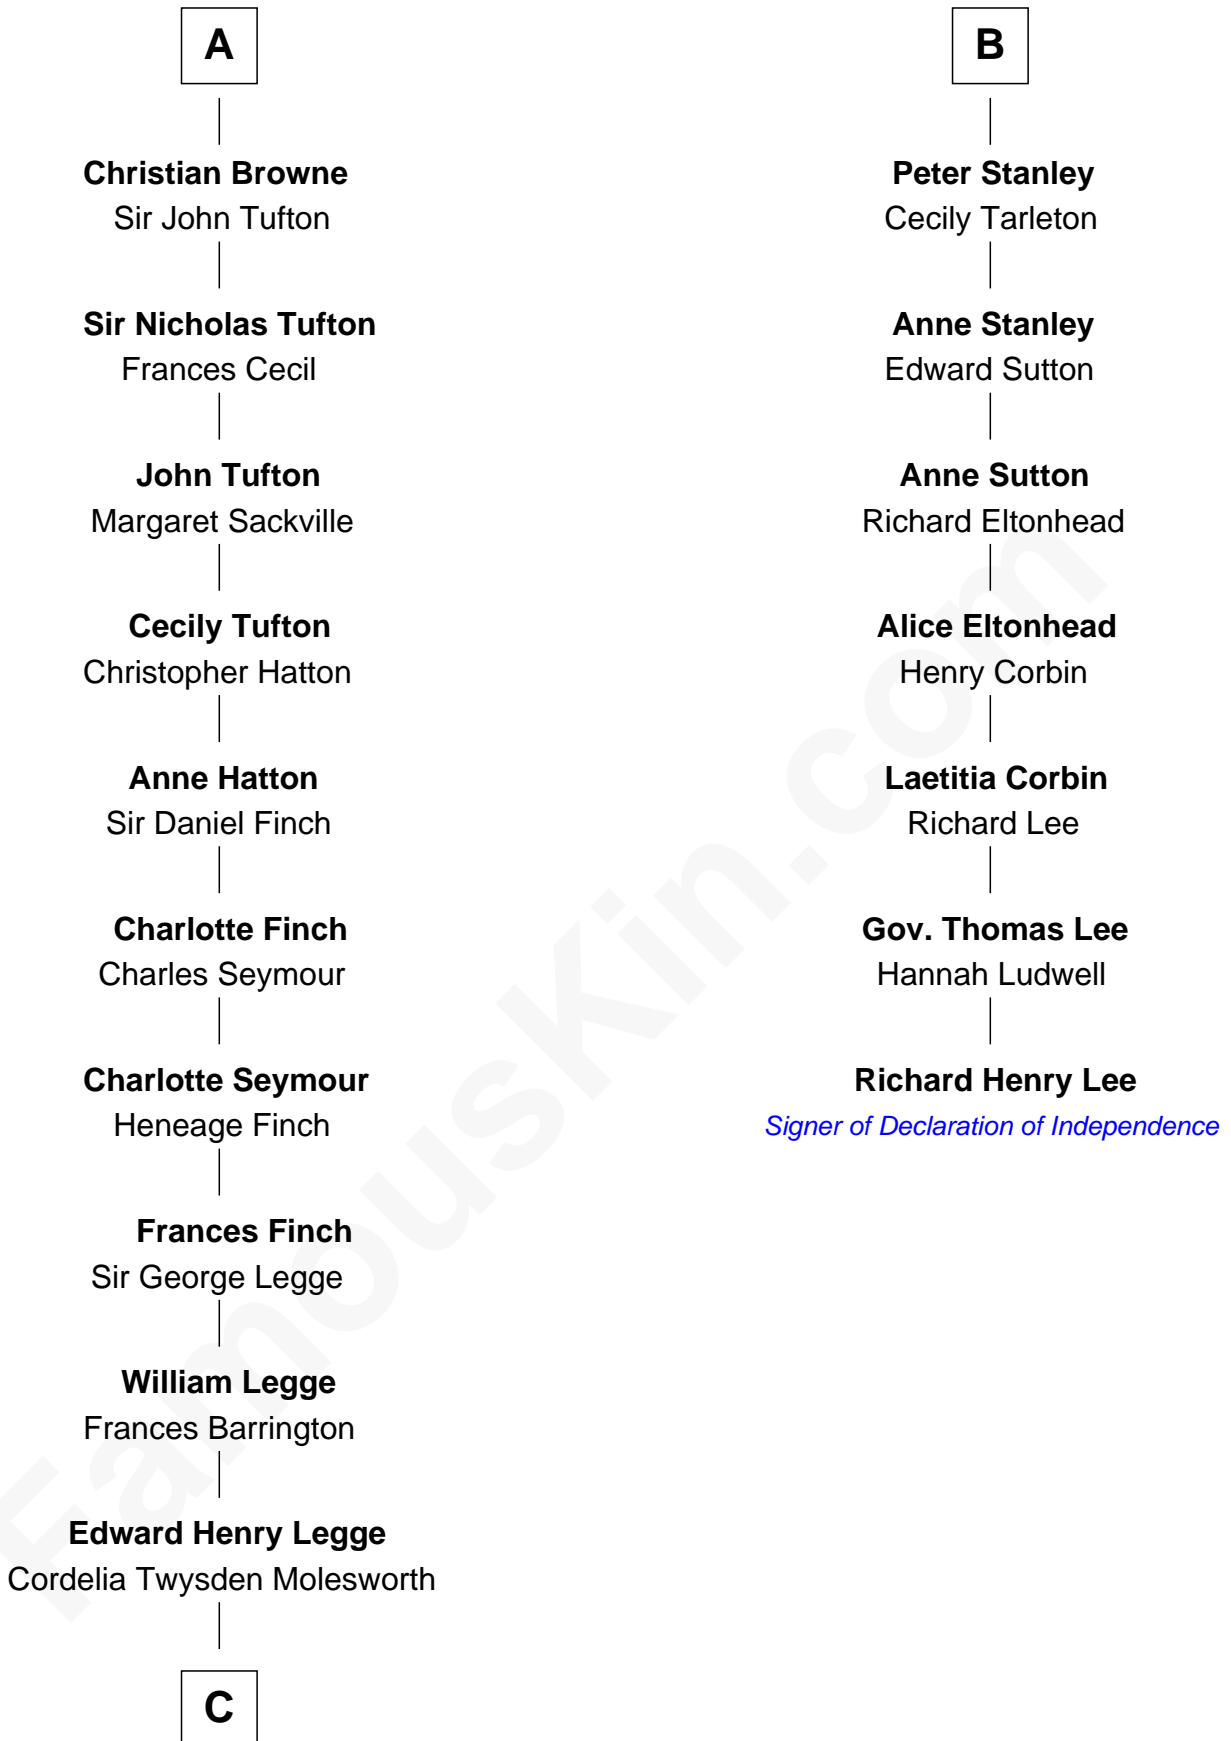 A
Christian Browne
Sir John Tufton
Sir Nicholas Tufton
Frances Cecil
John Tufton
Margaret Sackville
Cecily Tufton
Christopher Hatton
Anne Hatton
Sir Daniel Finch
Charlotte Finch
Charles Seymour
Charlotte Seymour
Heneage Finch
Frances Finch
Sir George Legge
William Legge
Frances Barrington
Edward Henry Legge
Cordelia Twysden Molesworth
C
B
Peter Stanley
Cecily Tarleton
Anne Stanley
Edward Sutton
Anne Sutton
Richard Eltonhead
Alice Eltonhead
Henry Corbin
Laetitia Corbin
Richard Lee
Gov. Thomas Lee
Hannah Ludwell
Richard Henry Lee
Signer of Declaration of Independence
FamousKin.com